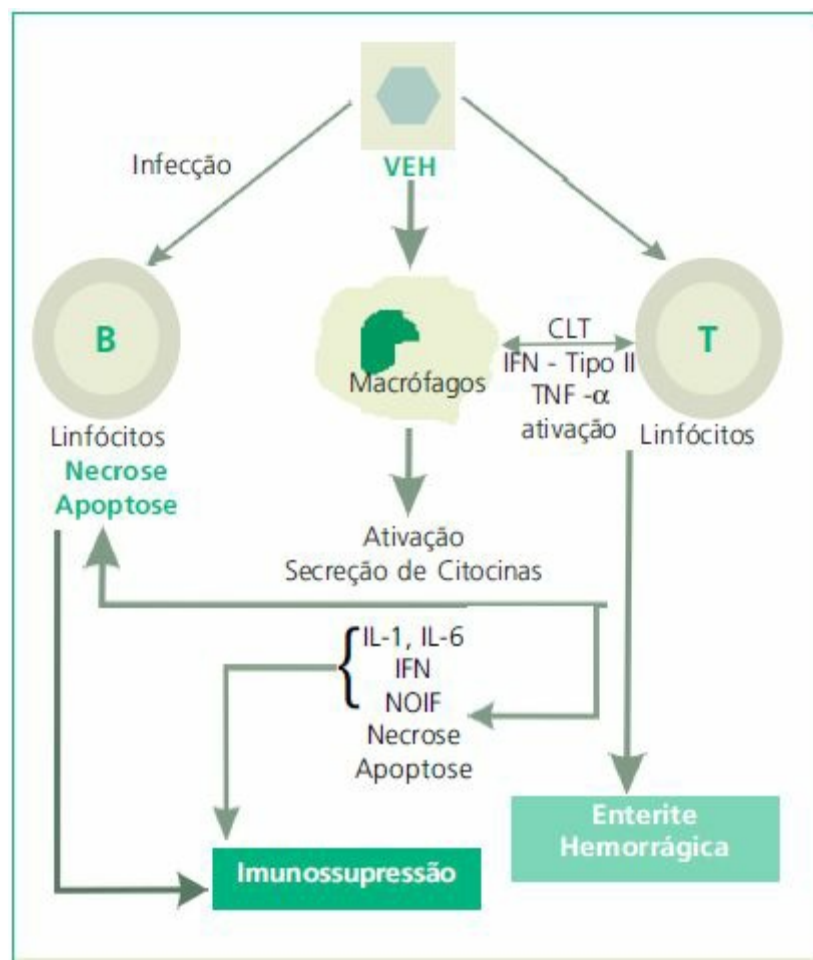 VEH
Infecção
B
Macrófagos
CLT
IFN - Tipo II
TNF -α
ativação
T
Linfócitos
Necrose
Apoptose
Linfócitos
Ativação
Secreção de Citocinas
{IL-1, IL-6
IFN
NOIF
Necrose
Apoptose
Imunossupressão
Enterite
Hemorrágica